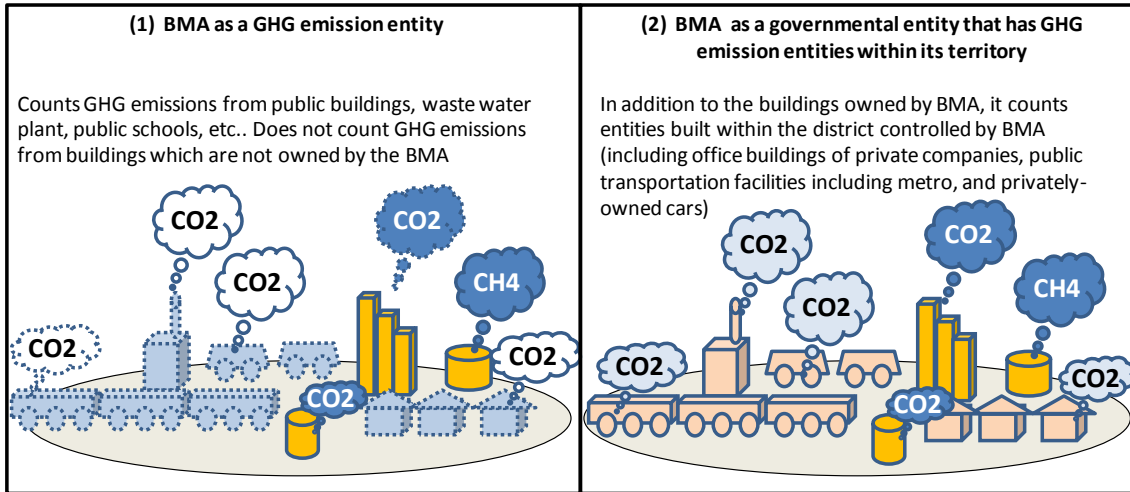 (1) BMA as a GHG emission entity
Counts GHG emissions from public buildings, waste water
plant, public schools, etc.. Does not count GHG emissions
from buildings which are not owned by the BMA
CO2
CO2
CO2
CH4
CO2
CO2
CO2
(2) BMA as a governmental entity that has GHG
emission entities within its territory
In addition to the buildings owned by BMA, it counts
entities built within the district controlled by BMA
(including office buildings of private companies, public
transportation facilities including metro, and privately-
owned cars)
CO2
CO2
CO2
CH4
CO2
CO2
CO2